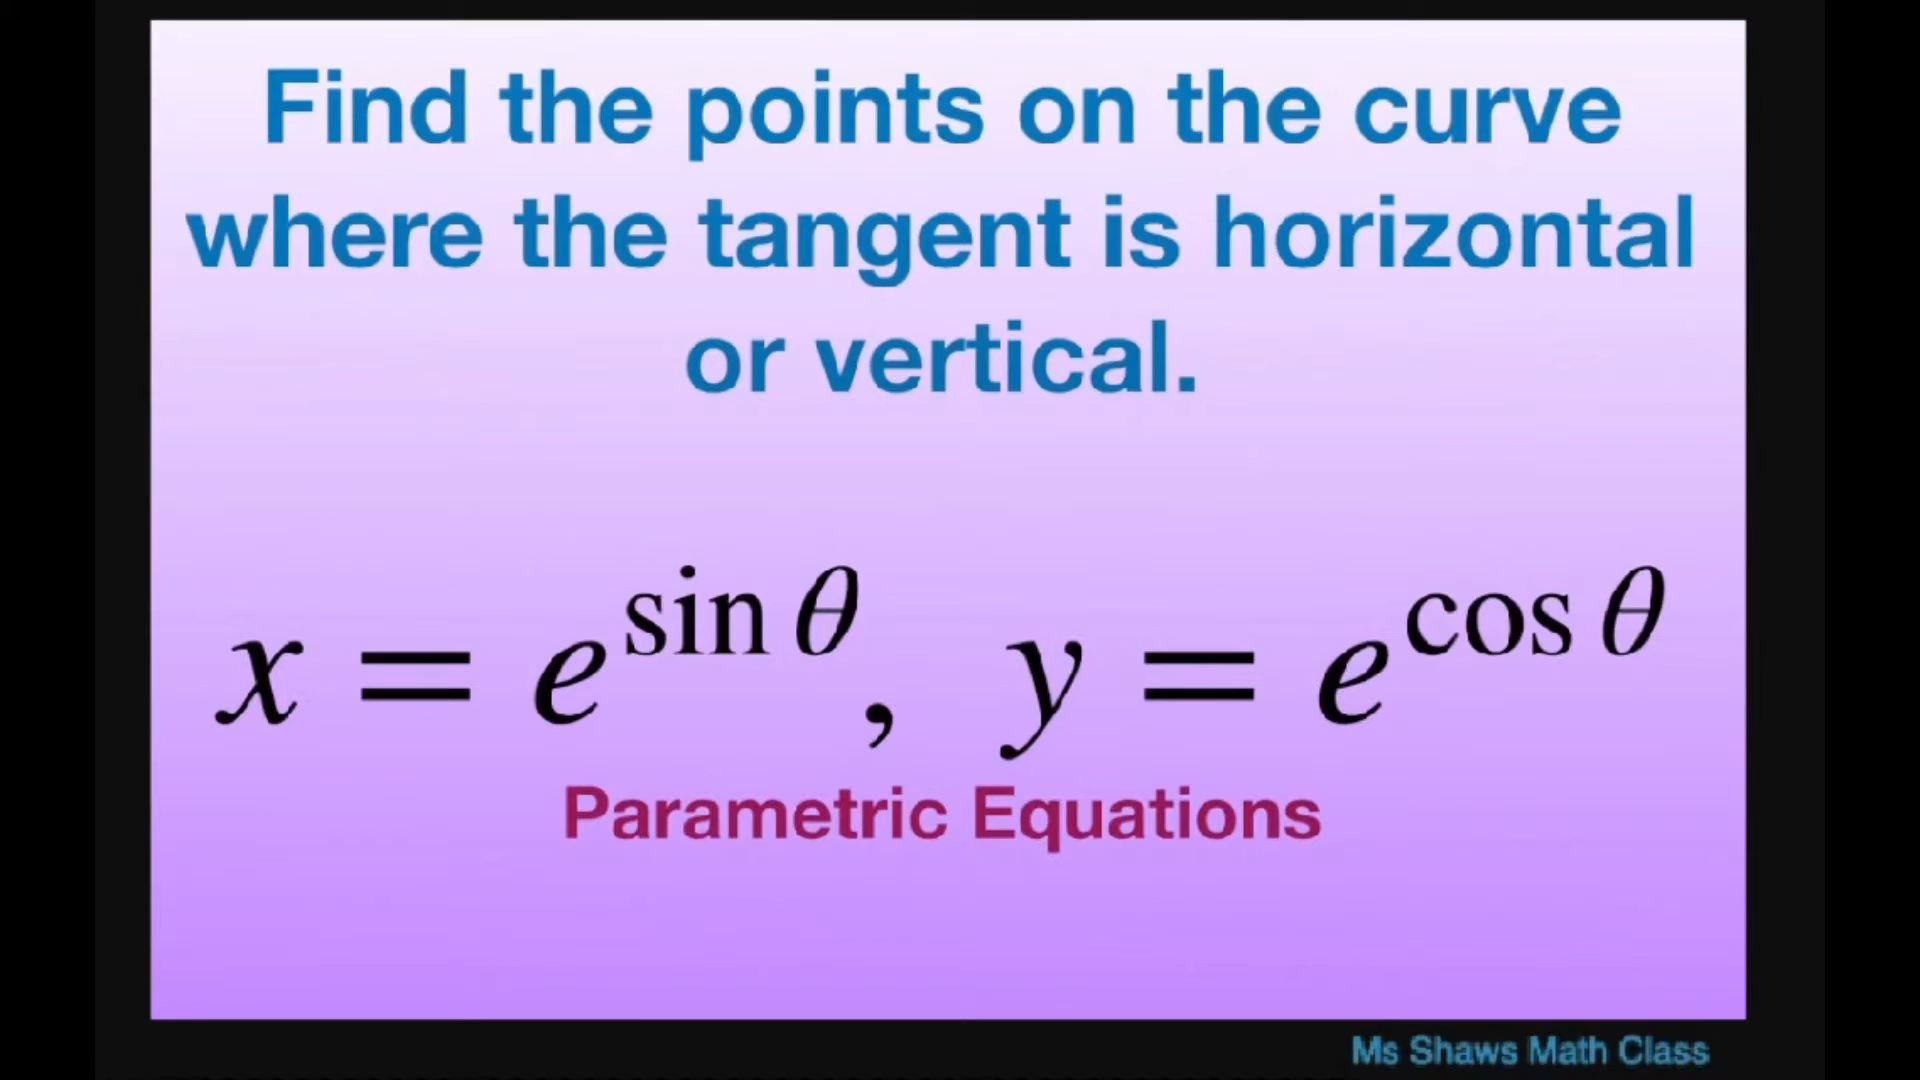 Find the points on the curve
where the tangent is horizontal
or vertical.
x = e^{sin θ}, y = e^{cos θ}
Parametric Equations
Ms Shaws Math Class